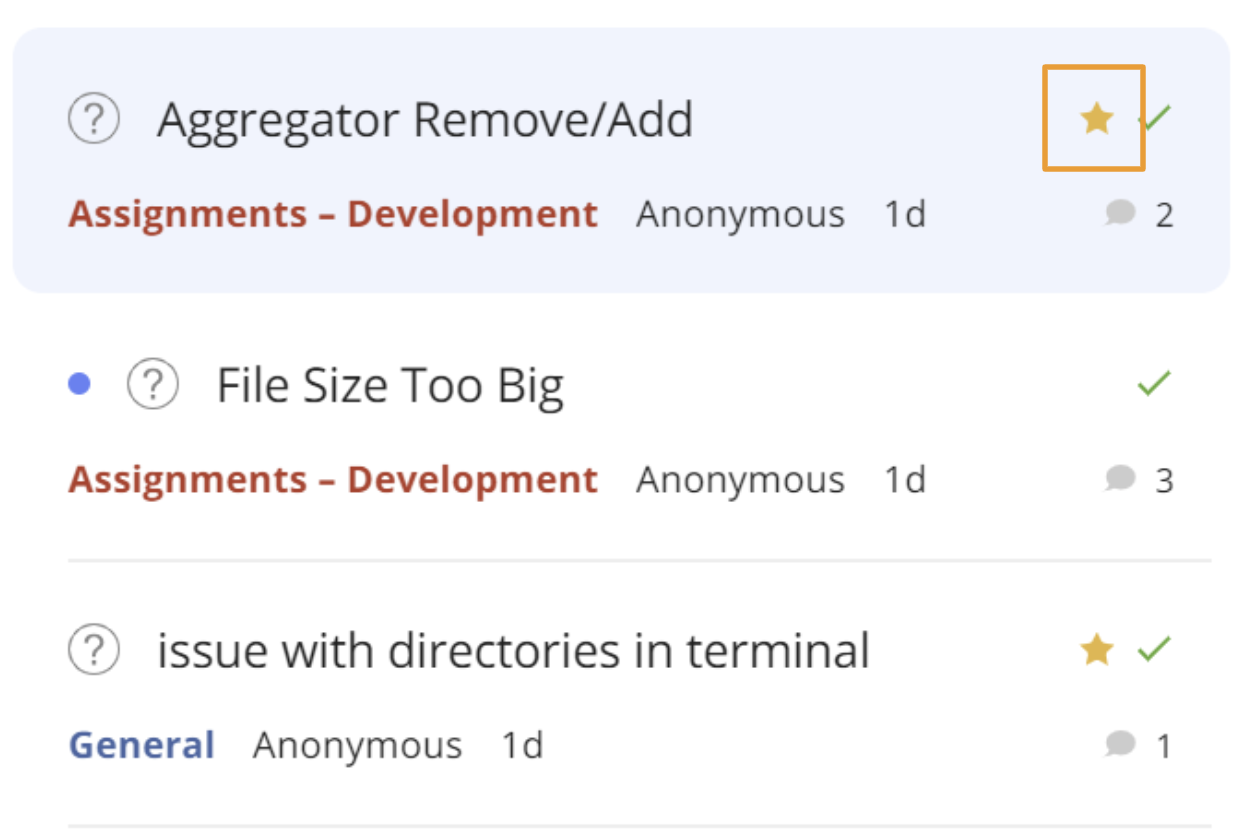 ? Aggregator Remove/Add
Assignments – Development Anonymous 1d 2
? File Size Too Big
Assignments – Development Anonymous 1d 3
? issue with directories in terminal
General Anonymous 1d 1